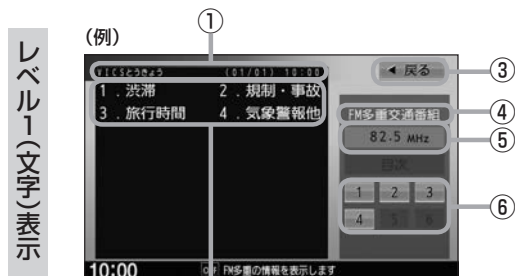 レベル1(文字)表示
(例)
①
VICSとうきょう (01/01) 10:00
1.渋滞 2.規制・事故
3.旅行時間 4.気象警報他
◀ 戻る
③
FM多重交通番組
④
82.5 MHz
⑤
目次
1 2 3
4 5 6
⑥
10:00
FM多重の情報を表示します